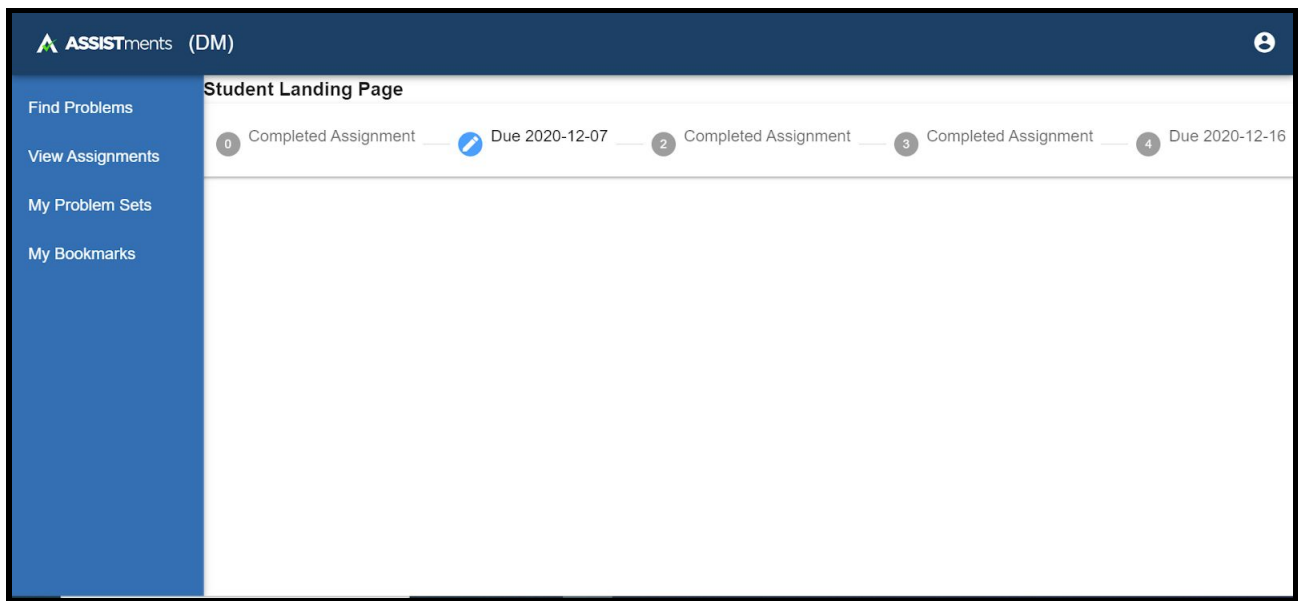 ASSISTments (DM)
Student Landing Page
Find Problems
View Assignments
My Problem Sets
My Bookmarks
0 Completed Assignment
Due 2020-12-07
2 Completed Assignment
3 Completed Assignment
4 Due 2020-12-16